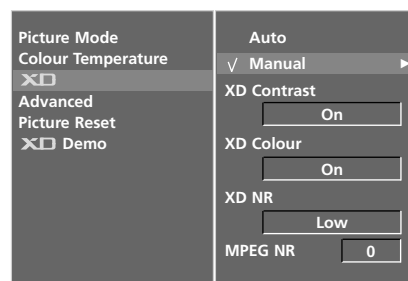 Picture Mode
Colour Temperature
XD
Advanced
Picture Reset
XD Demo
Auto
√ Manual ▶
XD Contrast
On
XD Colour
On
XD NR
Low
MPEG NR 0